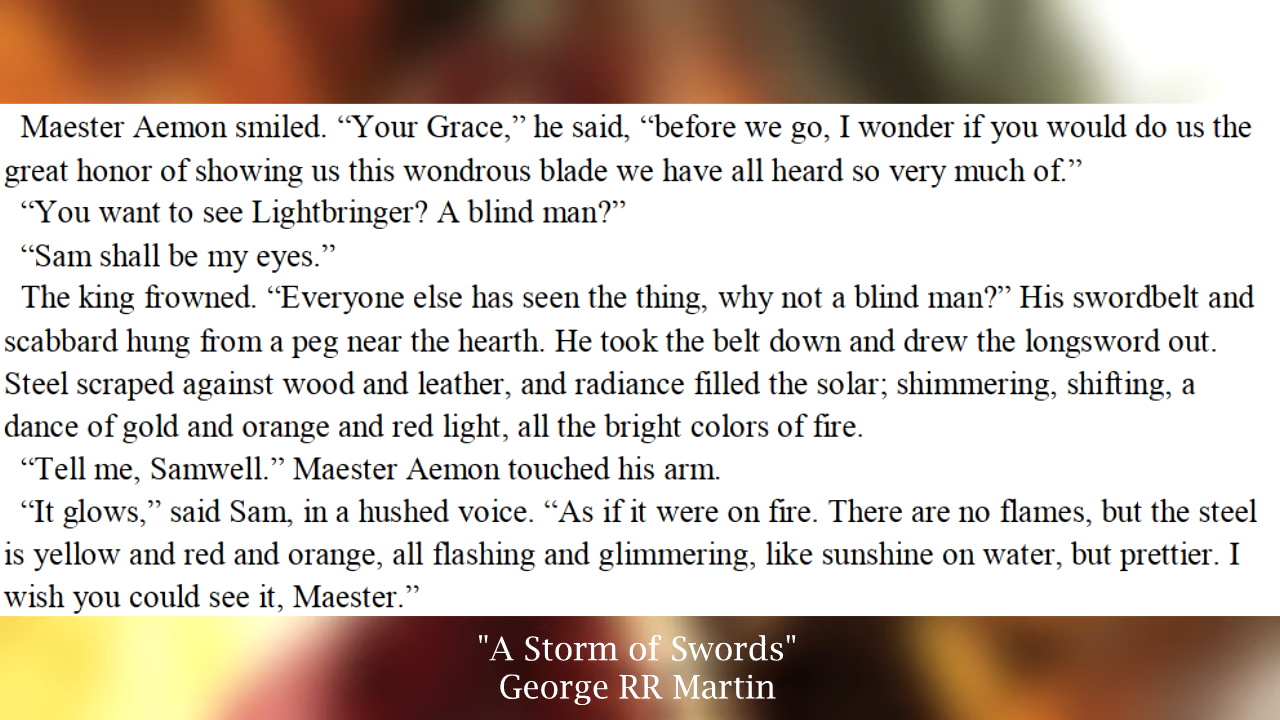 Maester Aemon smiled. “Your Grace,” he said, “before we go, I wonder if you would do us the
great honor of showing us this wondrous blade we have all heard so very much of.”
“You want to see Lightbringer? A blind man?”
“Sam shall be my eyes.”
The king frowned. “Everyone else has seen the thing, why not a blind man?” His swordbelt and
scabbard hung from a peg near the hearth. He took the belt down and drew the longsword out.
Steel scraped against wood and leather, and radiance filled the solar; shimmering, shifting, a
dance of gold and orange and red light, all the bright colors of fire.
“Tell me, Samwell.” Maester Aemon touched his arm.
“It glows,” said Sam, in a hushed voice. “As if it were on fire. There are no flames, but the steel
is yellow and red and orange, all flashing and glimmering, like sunshine on water, but prettier. I
wish you could see it, Maester.”
"A Storm of Swords"
George RR Martin